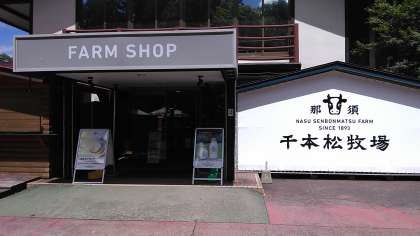 FARM SHOP
那 須
NASU SENBONMATSU FARM
SINCE 1893
千本松牧場